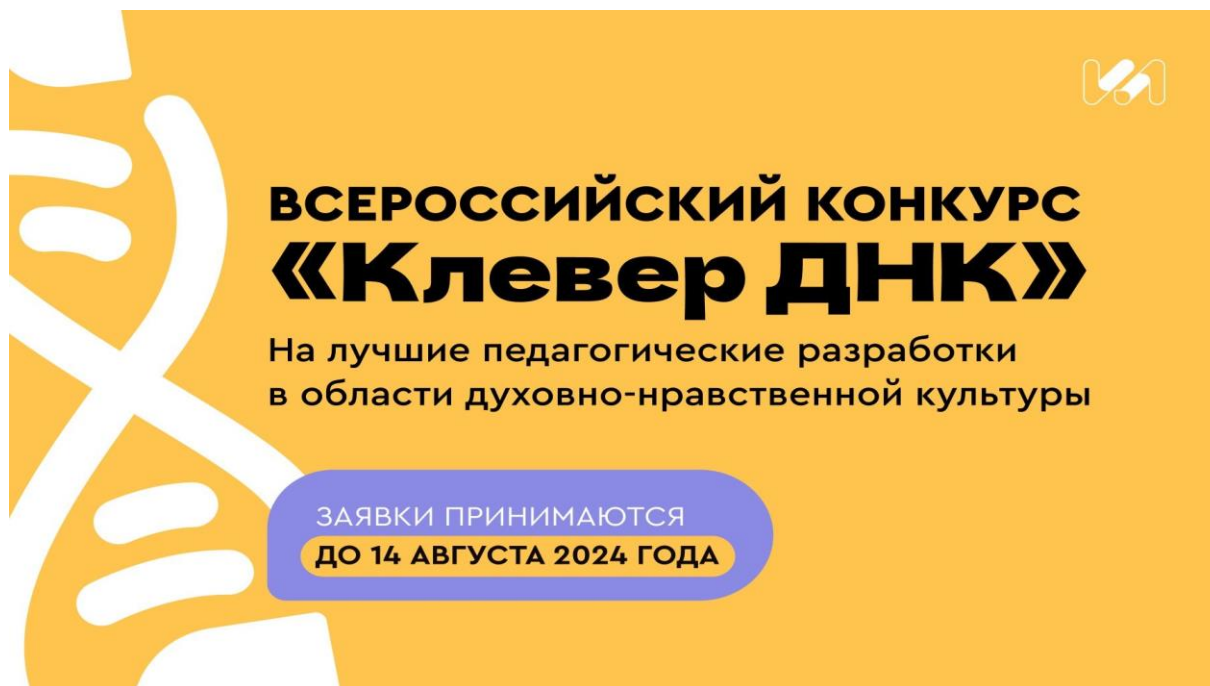 ВСЕРОССИЙСКИЙ КОНКУРС
«Клевер ДНК»
На лучшие педагогические разработки
в области духовно-нравственной культуры
ЗАЯВКИ ПРИНИМАЮТСЯ
ДО 14 АВГУСТА 2024 ГОДА